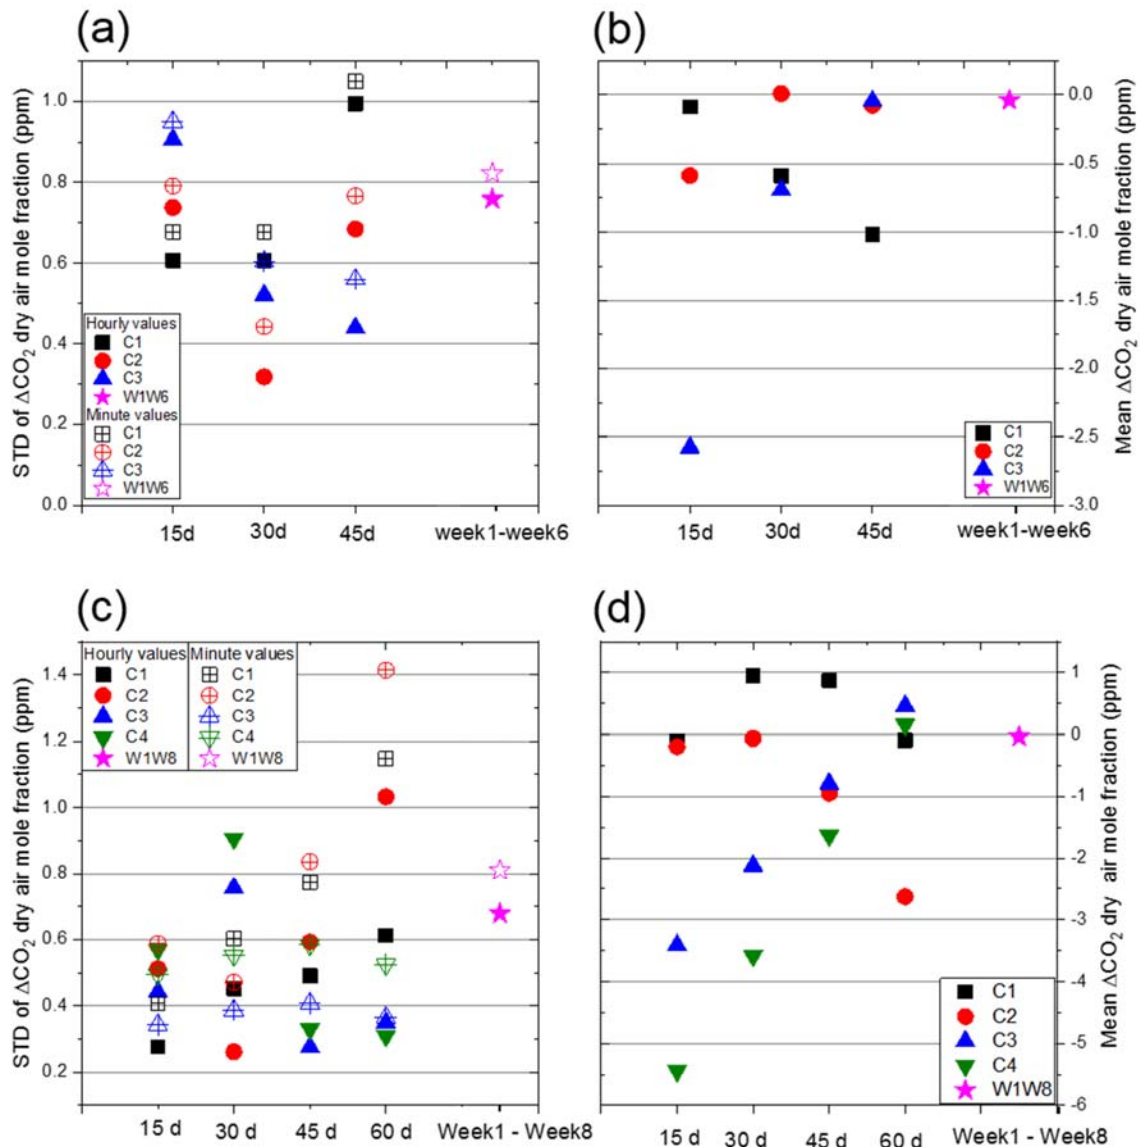 (a)
STD of ΔCO2 dry air mole fraction (ppm)
1.0
0.8
0.6
0.4
0.2
0.0
Hourly values
C1
C2
C3
W1W6
Minute values
C1
C2
C3
W1W6
15d 30d 45d week1-week6
(b)
0.0
-0.5
-1.0
-1.5
-2.0
-2.5
-3.0
Mean ΔCO2 dry air mole fraction (ppm)
C1
C2
C3
W1W6
15d 30d 45d week1-week6
(c)
STD of ΔCO2 dry air mole fraction (ppm)
1.4
1.2
1.0
0.8
0.6
0.4
0.2
Hourly values Minute values
C1 C1
C2 C2
C3 C3
C4 C4
W1W8 W1W8
15 d 30 d 45 d 60 d Week1 - Week8
(d)
1
0
-1
-2
-3
-4
-5
-6
Mean ΔCO2 dry air mole fraction (ppm)
C1
C2
C3
C4
W1W8
15 d 30 d 45 d 60 d Week1 - Week8